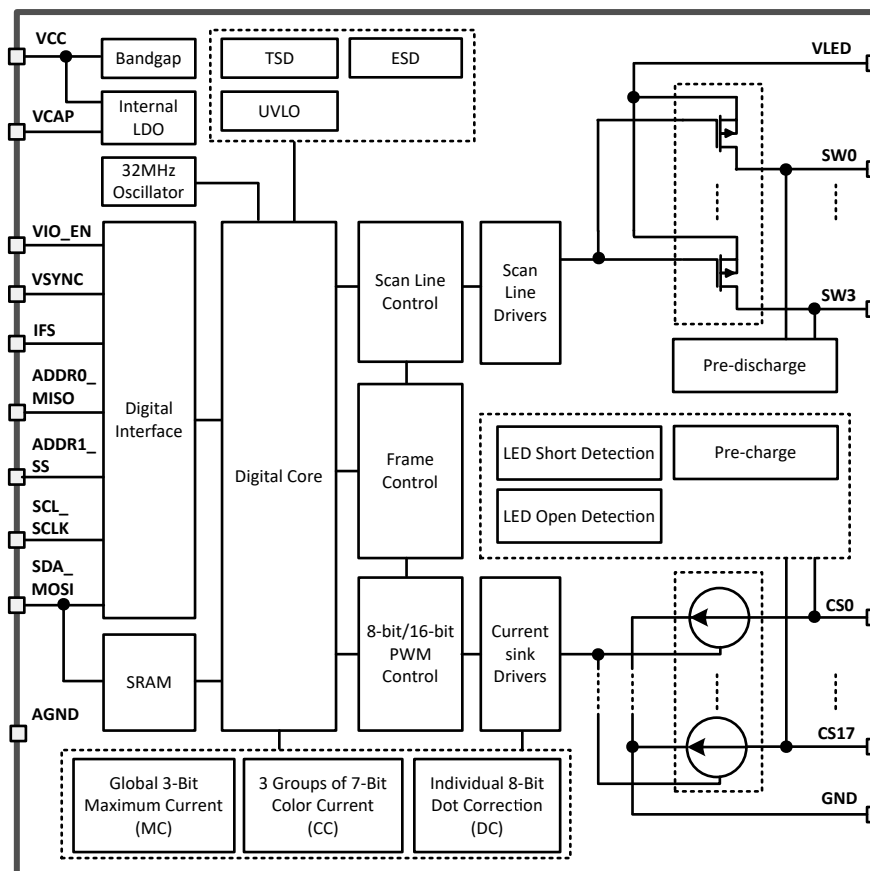 VCC
Bandgap
TSD
ESD
VLED
VCAP
Internal
LDO
UVLO
32MHz
Oscillator
SW0
VIO_EN
VSYNC
IFS
ADDR0_
MISO
ADDR1_
SS
SCL_
SCLK
SDA_
MOSI
Digital
Interface
Digital Core
Scan Line
Control
Scan
Line
Drivers
SW3
Pre-discharge
Frame
Control
LED Short Detection
Pre-charge
LED Open Detection
8-bit/16-bit
PWM
Control
Current
sink
Drivers
CS0
SRAM
AGND
CS17
GND
Global 3-Bit
Maximum Current
(MC)
3 Groups of 7-Bit
Color Current
(CC)
Individual 8-Bit
Dot Correction
(DC)